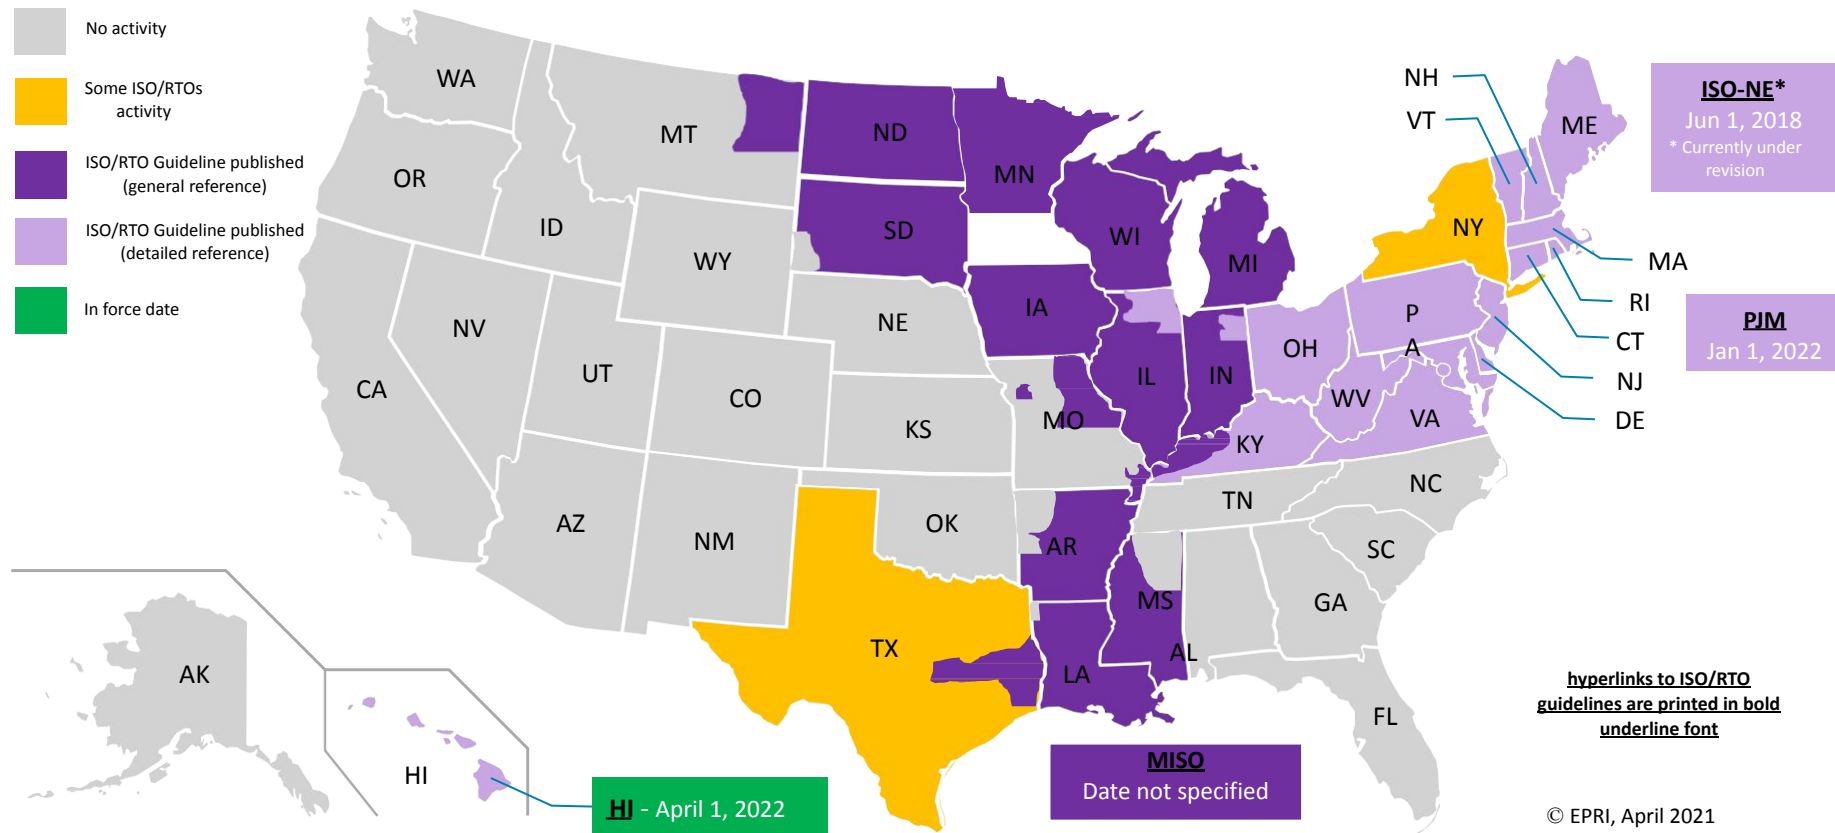 No activity
Some ISO/RTOs
activity
ISO/RTO Guideline published
(general reference)
ISO/RTO Guideline published
(detailed reference)
In force date
WA
OR
CA
NV
ID
MT
WY
UT
CO
AZ
NM
ND
SD
NE
KS
OK
TX
MN
IA
MO
AR
LA
WI
IL
MI
IN
OH
KY
TN
MS
AL
GA
FL
SC
NC
VA
WV
P
A
NY
ME
NH
VT
MA
RI
CT
NJ
DE
AK
HI
ISO-NE*
Jun 1, 2018
* Currently under
revision
PJM
Jan 1, 2022
MISO
Date not specified
HI - April 1, 2022
hyperlinks to ISO/RTO
guidelines are printed in bold
underline font
© EPRI, April 2021